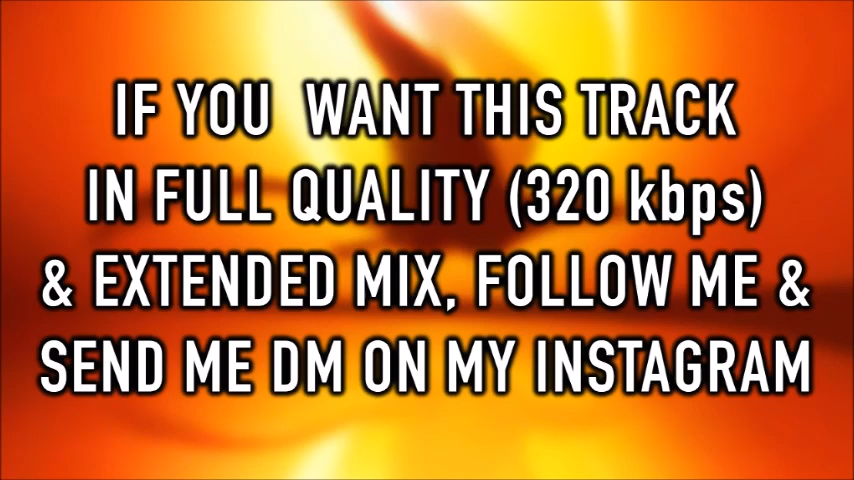 IF YOU  WANT THIS TRACK
IN FULL QUALITY (320 kbps)
& EXTENDED MIX, FOLLOW ME &
SEND ME DM ON MY INSTAGRAM